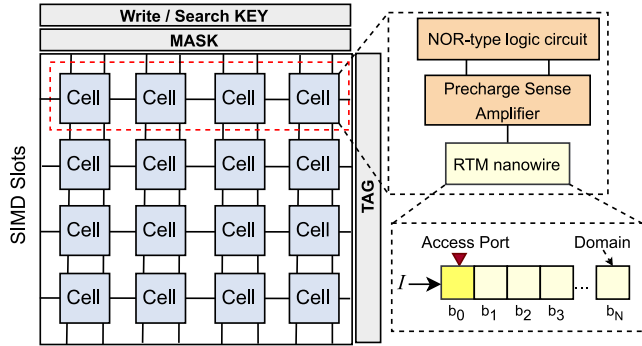 Write / Search KEY
MASK
SIMD Slots
Cell Cell Cell Cell
Cell Cell Cell Cell
Cell Cell Cell Cell
Cell Cell Cell Cell
TAG
NOR-type logic circuit
Precharge Sense
Amplifier
RTM nanowire
Access Port
Domain
I
...
b0 b1 b2 b3 bN